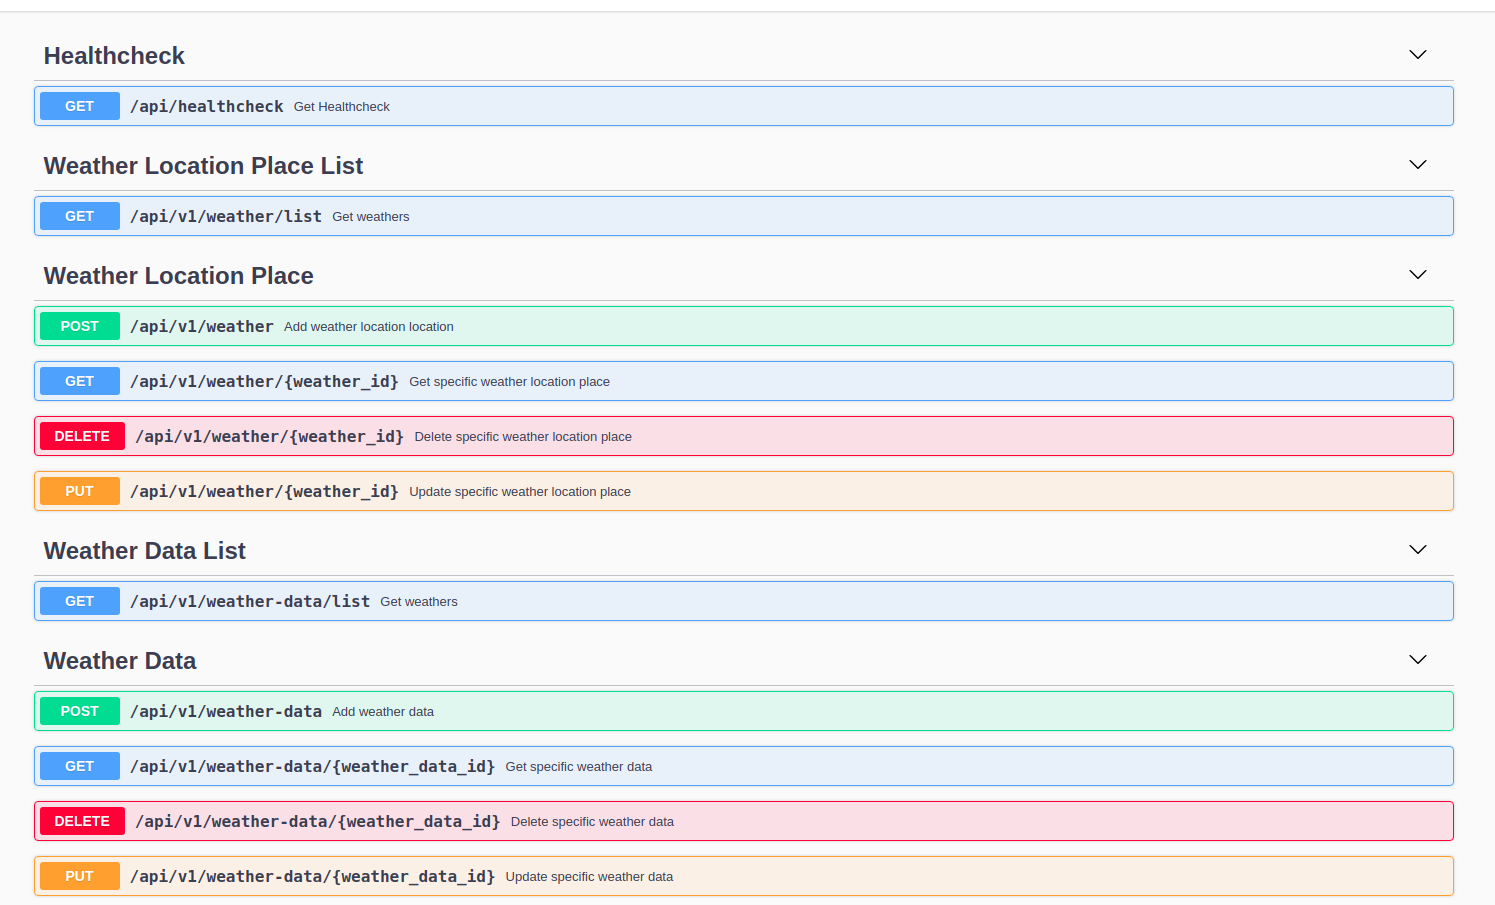 Healthcheck
GET /api/healthcheck Get Healthcheck
Weather Location Place List
GET /api/v1/weather/list Get weathers
Weather Location Place
POST /api/v1/weather Add weather location location
GET /api/v1/weather/{weather_id} Get specific weather location place
DELETE /api/v1/weather/{weather_id} Delete specific weather location place
PUT /api/v1/weather/{weather_id} Update specific weather location place
Weather Data List
GET /api/v1/weather-data/list Get weathers
Weather Data
POST /api/v1/weather-data Add weather data
GET /api/v1/weather-data/{weather_data_id} Get specific weather data
DELETE /api/v1/weather-data/{weather_data_id} Delete specific weather data
PUT /api/v1/weather-data/{weather_data_id} Update specific weather data